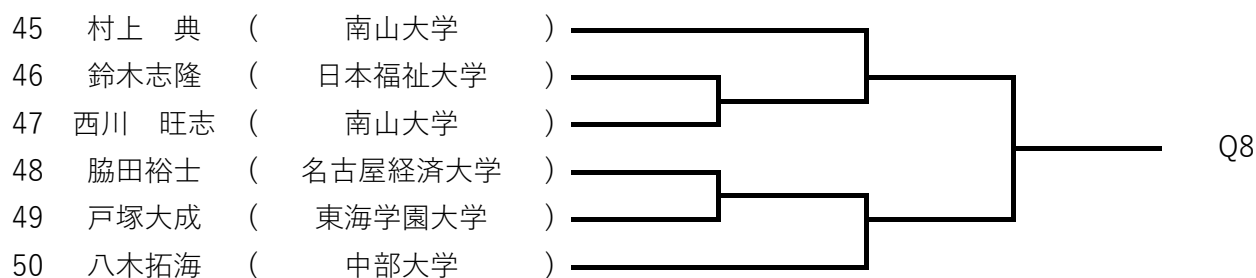 45 村上 典 ( 南山大学 )
46 鈴木志隆 ( 日本福祉大学 )
47 西川 旺志 ( 南山大学 )
48 脇田裕士 ( 名古屋経済大学 )
49 戸塚大成 ( 東海学園大学 )
50 八木拓海 ( 中部大学 )
Q8